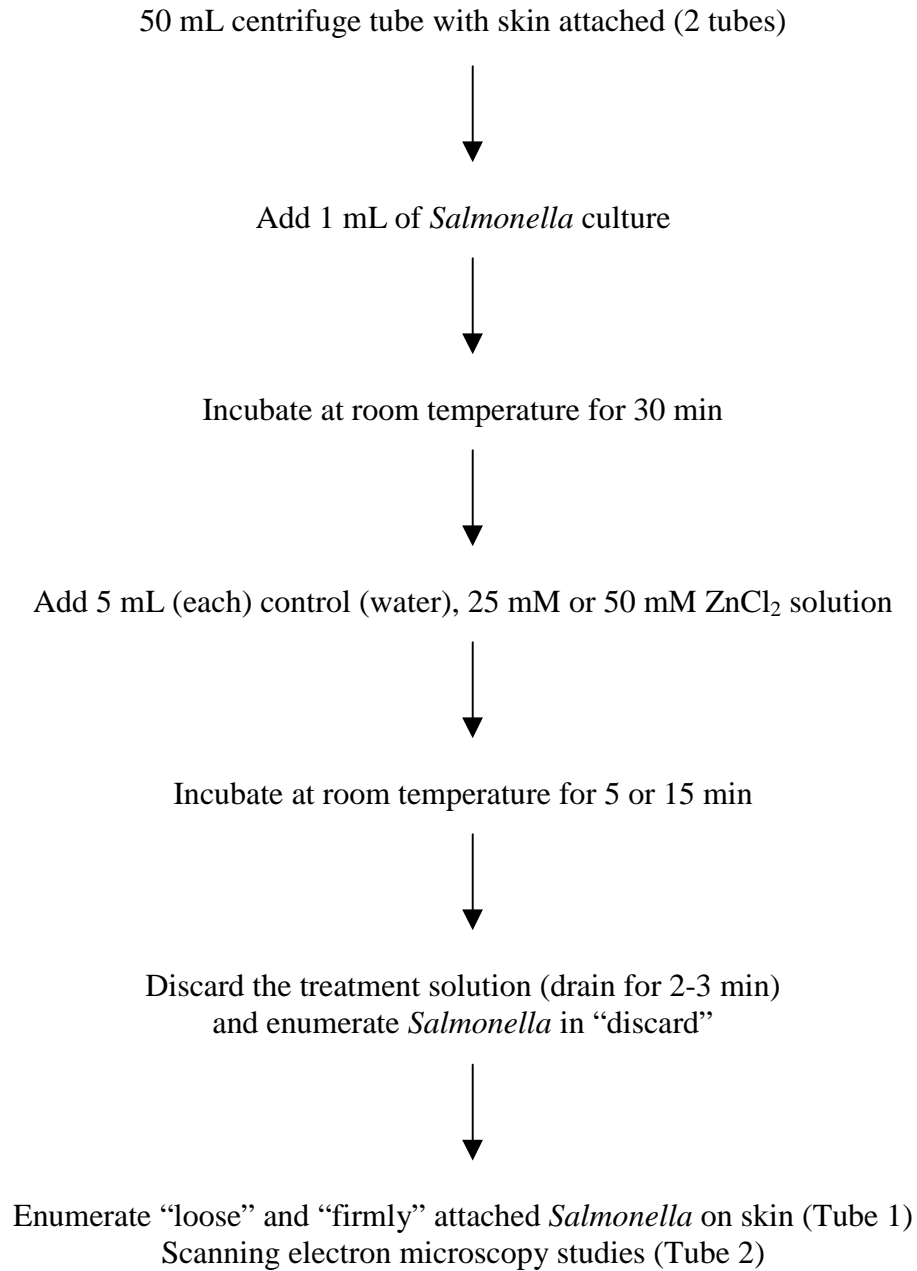 50 mL centrifuge tube with skin attached (2 tubes)
Add 1 mL of Salmonella culture
Incubate at room temperature for 30 min
Add 5 mL (each) control (water), 25 mM or 50 mM ZnCl₂ solution
Incubate at room temperature for 5 or 15 min
Discard the treatment solution (drain for 2-3 min)
and enumerate Salmonella in “discard”
Enumerate “loose” and “firmly” attached Salmonella on skin (Tube 1)
Scanning electron microscopy studies (Tube 2)